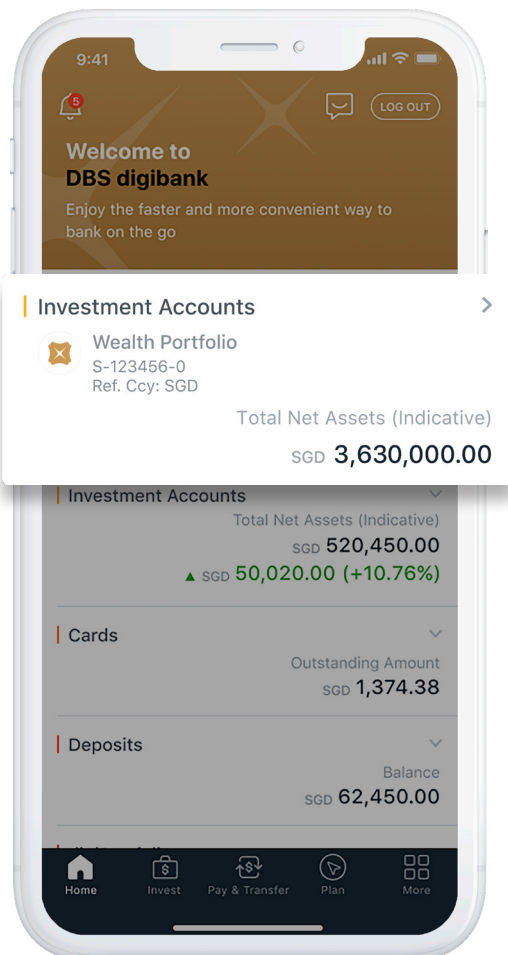 9:41
5
LOG OUT
Welcome to
DBS digibank
Enjoy the faster and more convenient way to
bank on the go
Investment Accounts
Wealth Portfolio
S-123456-0
Ref. Ccy: SGD
Total Net Assets (Indicative)
SGD 3,630,000.00
Investment Accounts
Total Net Assets (Indicative)
SGD 520,450.00
▲ SGD 50,020.00 (+10.76%)
Cards
Outstanding Amount
SGD 1,374.38
Deposits
Balance
SGD 62,450.00
Home Invest Pay & Transfer Plan More